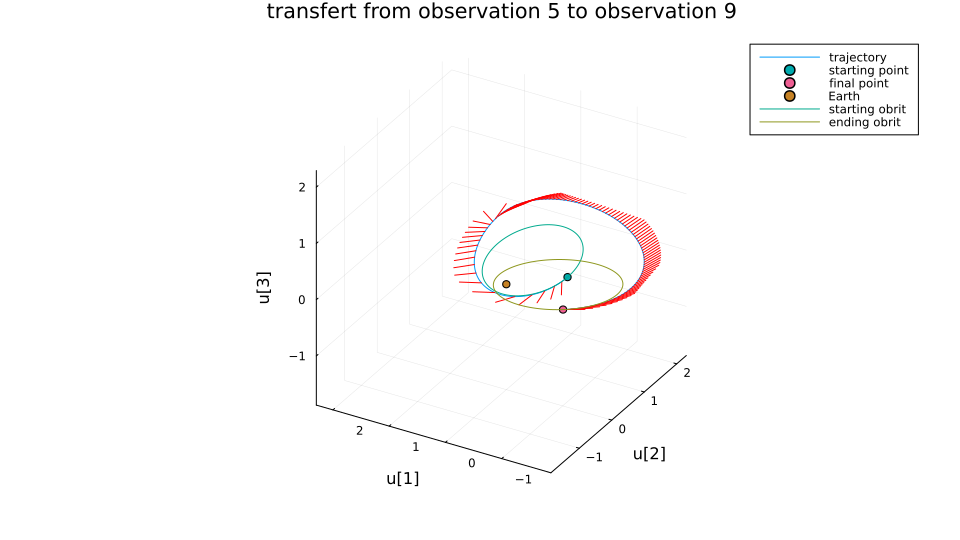 transfert from observation 5 to observation 9
trajectory
starting point
final point
Earth
starting obrit
ending obrit
2
1
0
−1
u[3]
2
1
0
−1
u[1]
2
1
0
−1
u[2]